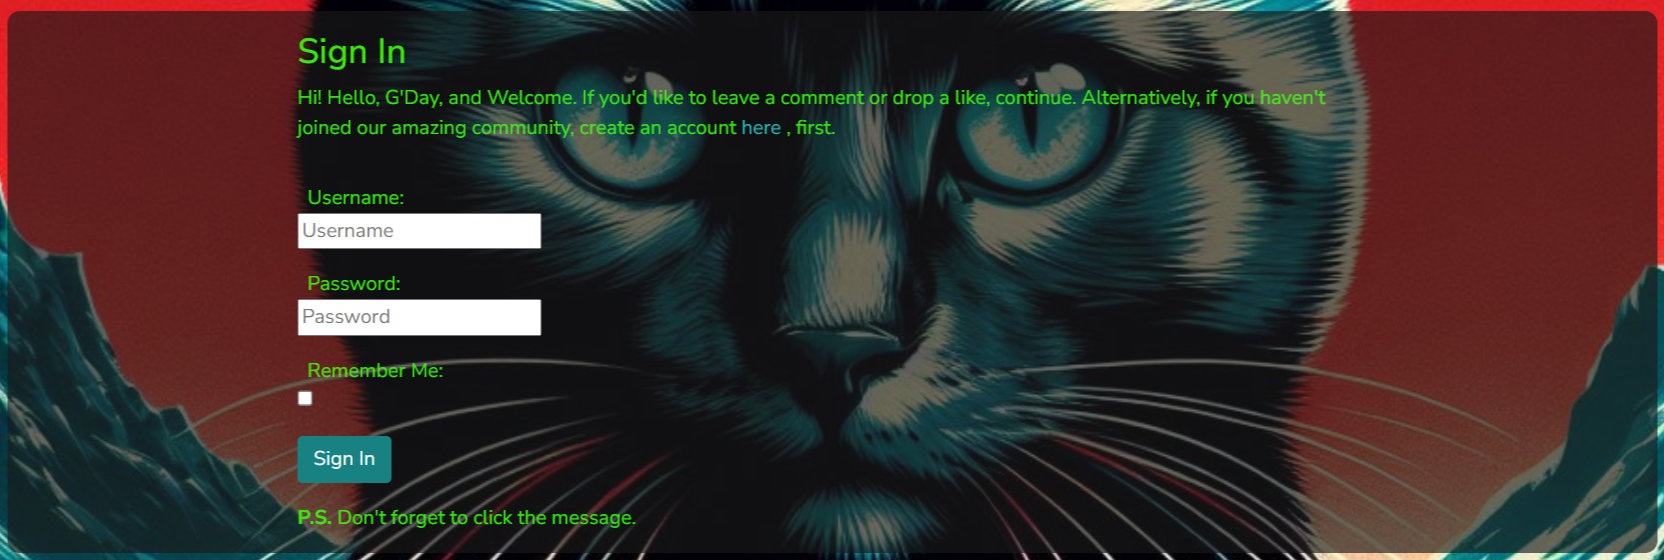 Sign In
Hi! Hello, G'Day, and Welcome. If you'd like to leave a comment or drop a like, continue. Alternatively, if you haven't
joined our amazing community, create an account here , first.
Username:
Username
Password:
Password
Remember Me:
Sign In
P.S. Don't forget to click the message.